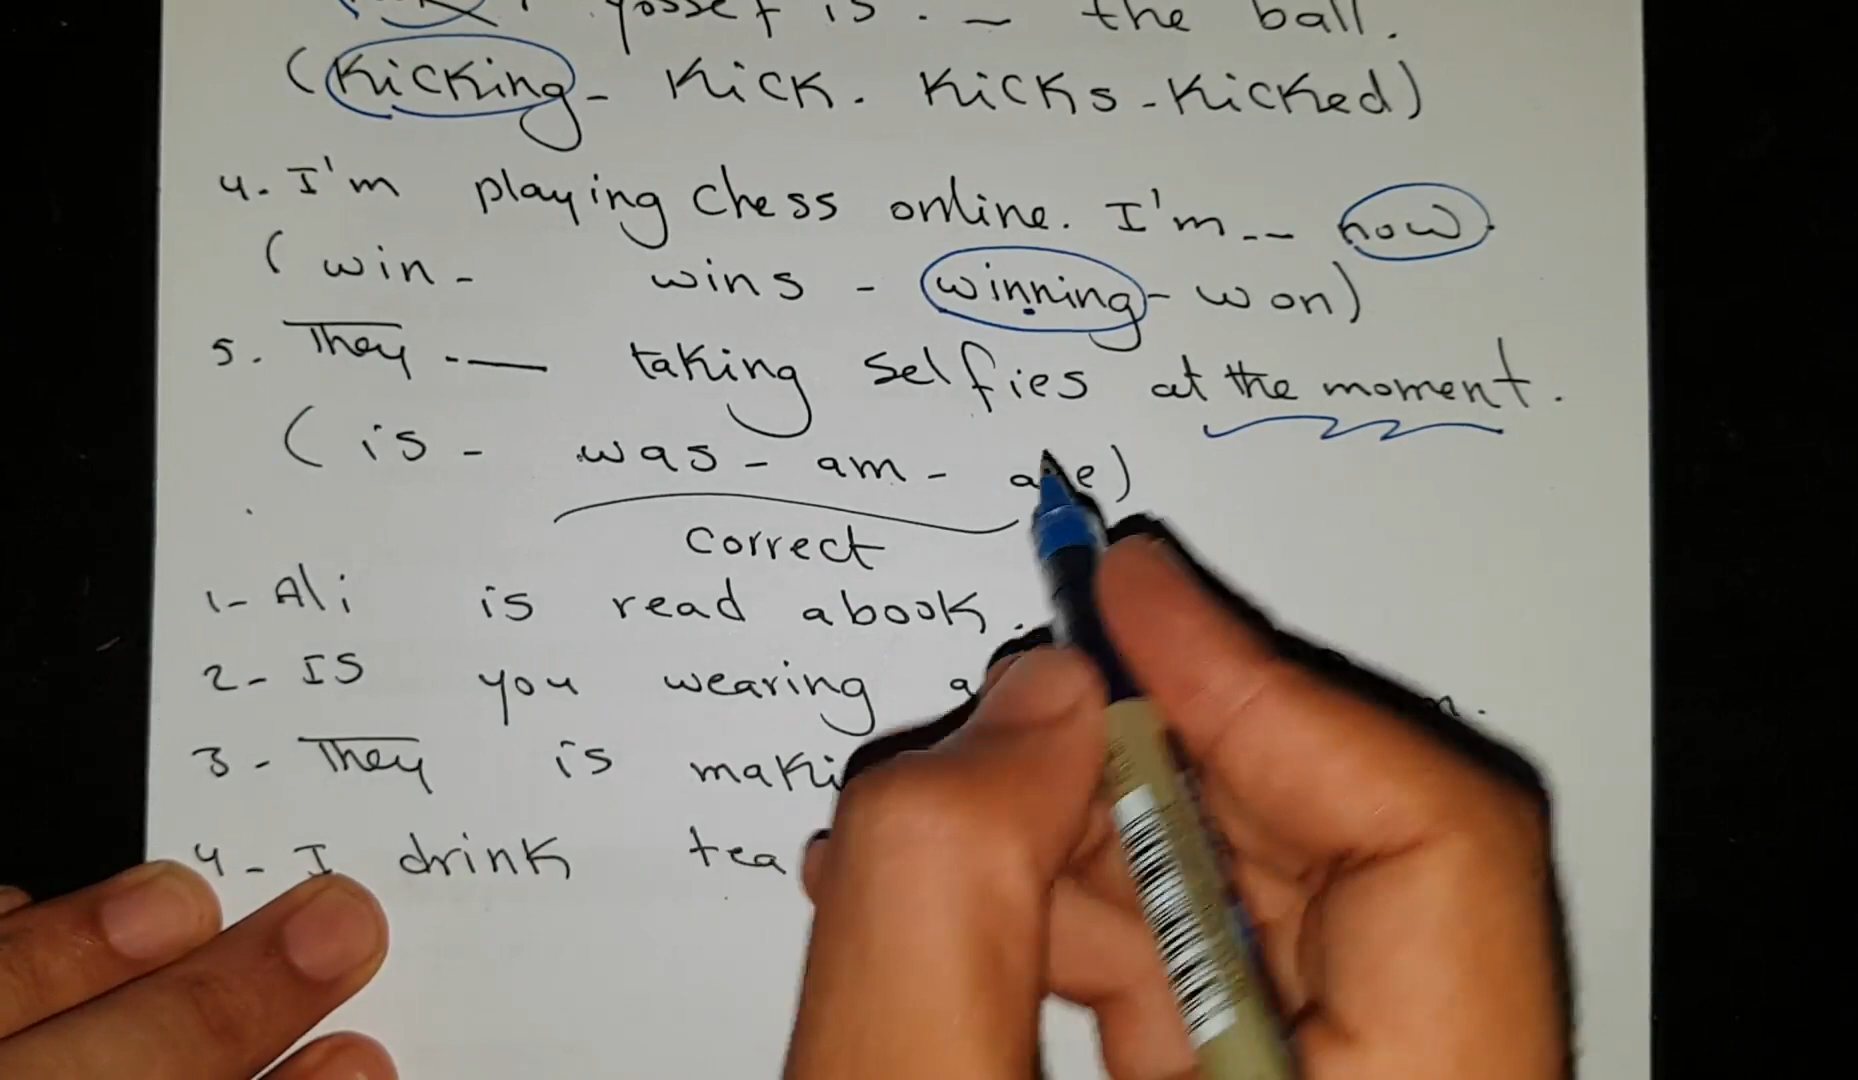 Yossef is . — the ball.
(Kicking - Kick. Kicks - Kicked)
4. I'm playing chess online. I'm -- now.
(win - wins - winning - won)
5. They -— taking selfies at the moment.
(is - was - am - are)
Correct
1- Ali is read abook.
2- Is you wearing
3- They is
4- I drink tea